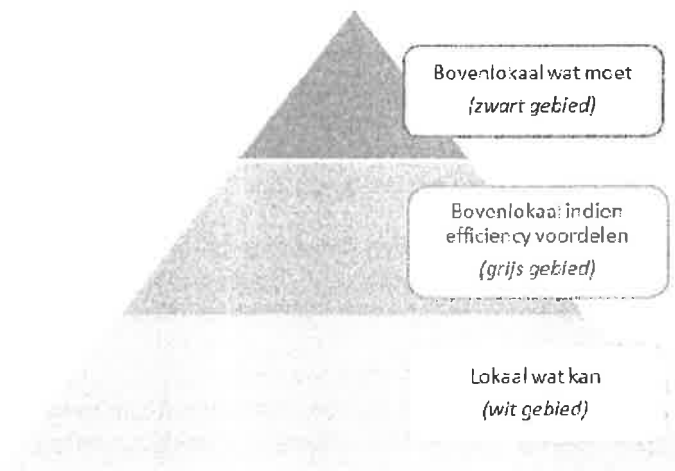 Bovenlokaal wat moet
(zwart gebied)
Bovenlokaal indien
efficiency voordelen
(grijs gebied)
Lokaal wat kan
(wit gebied)